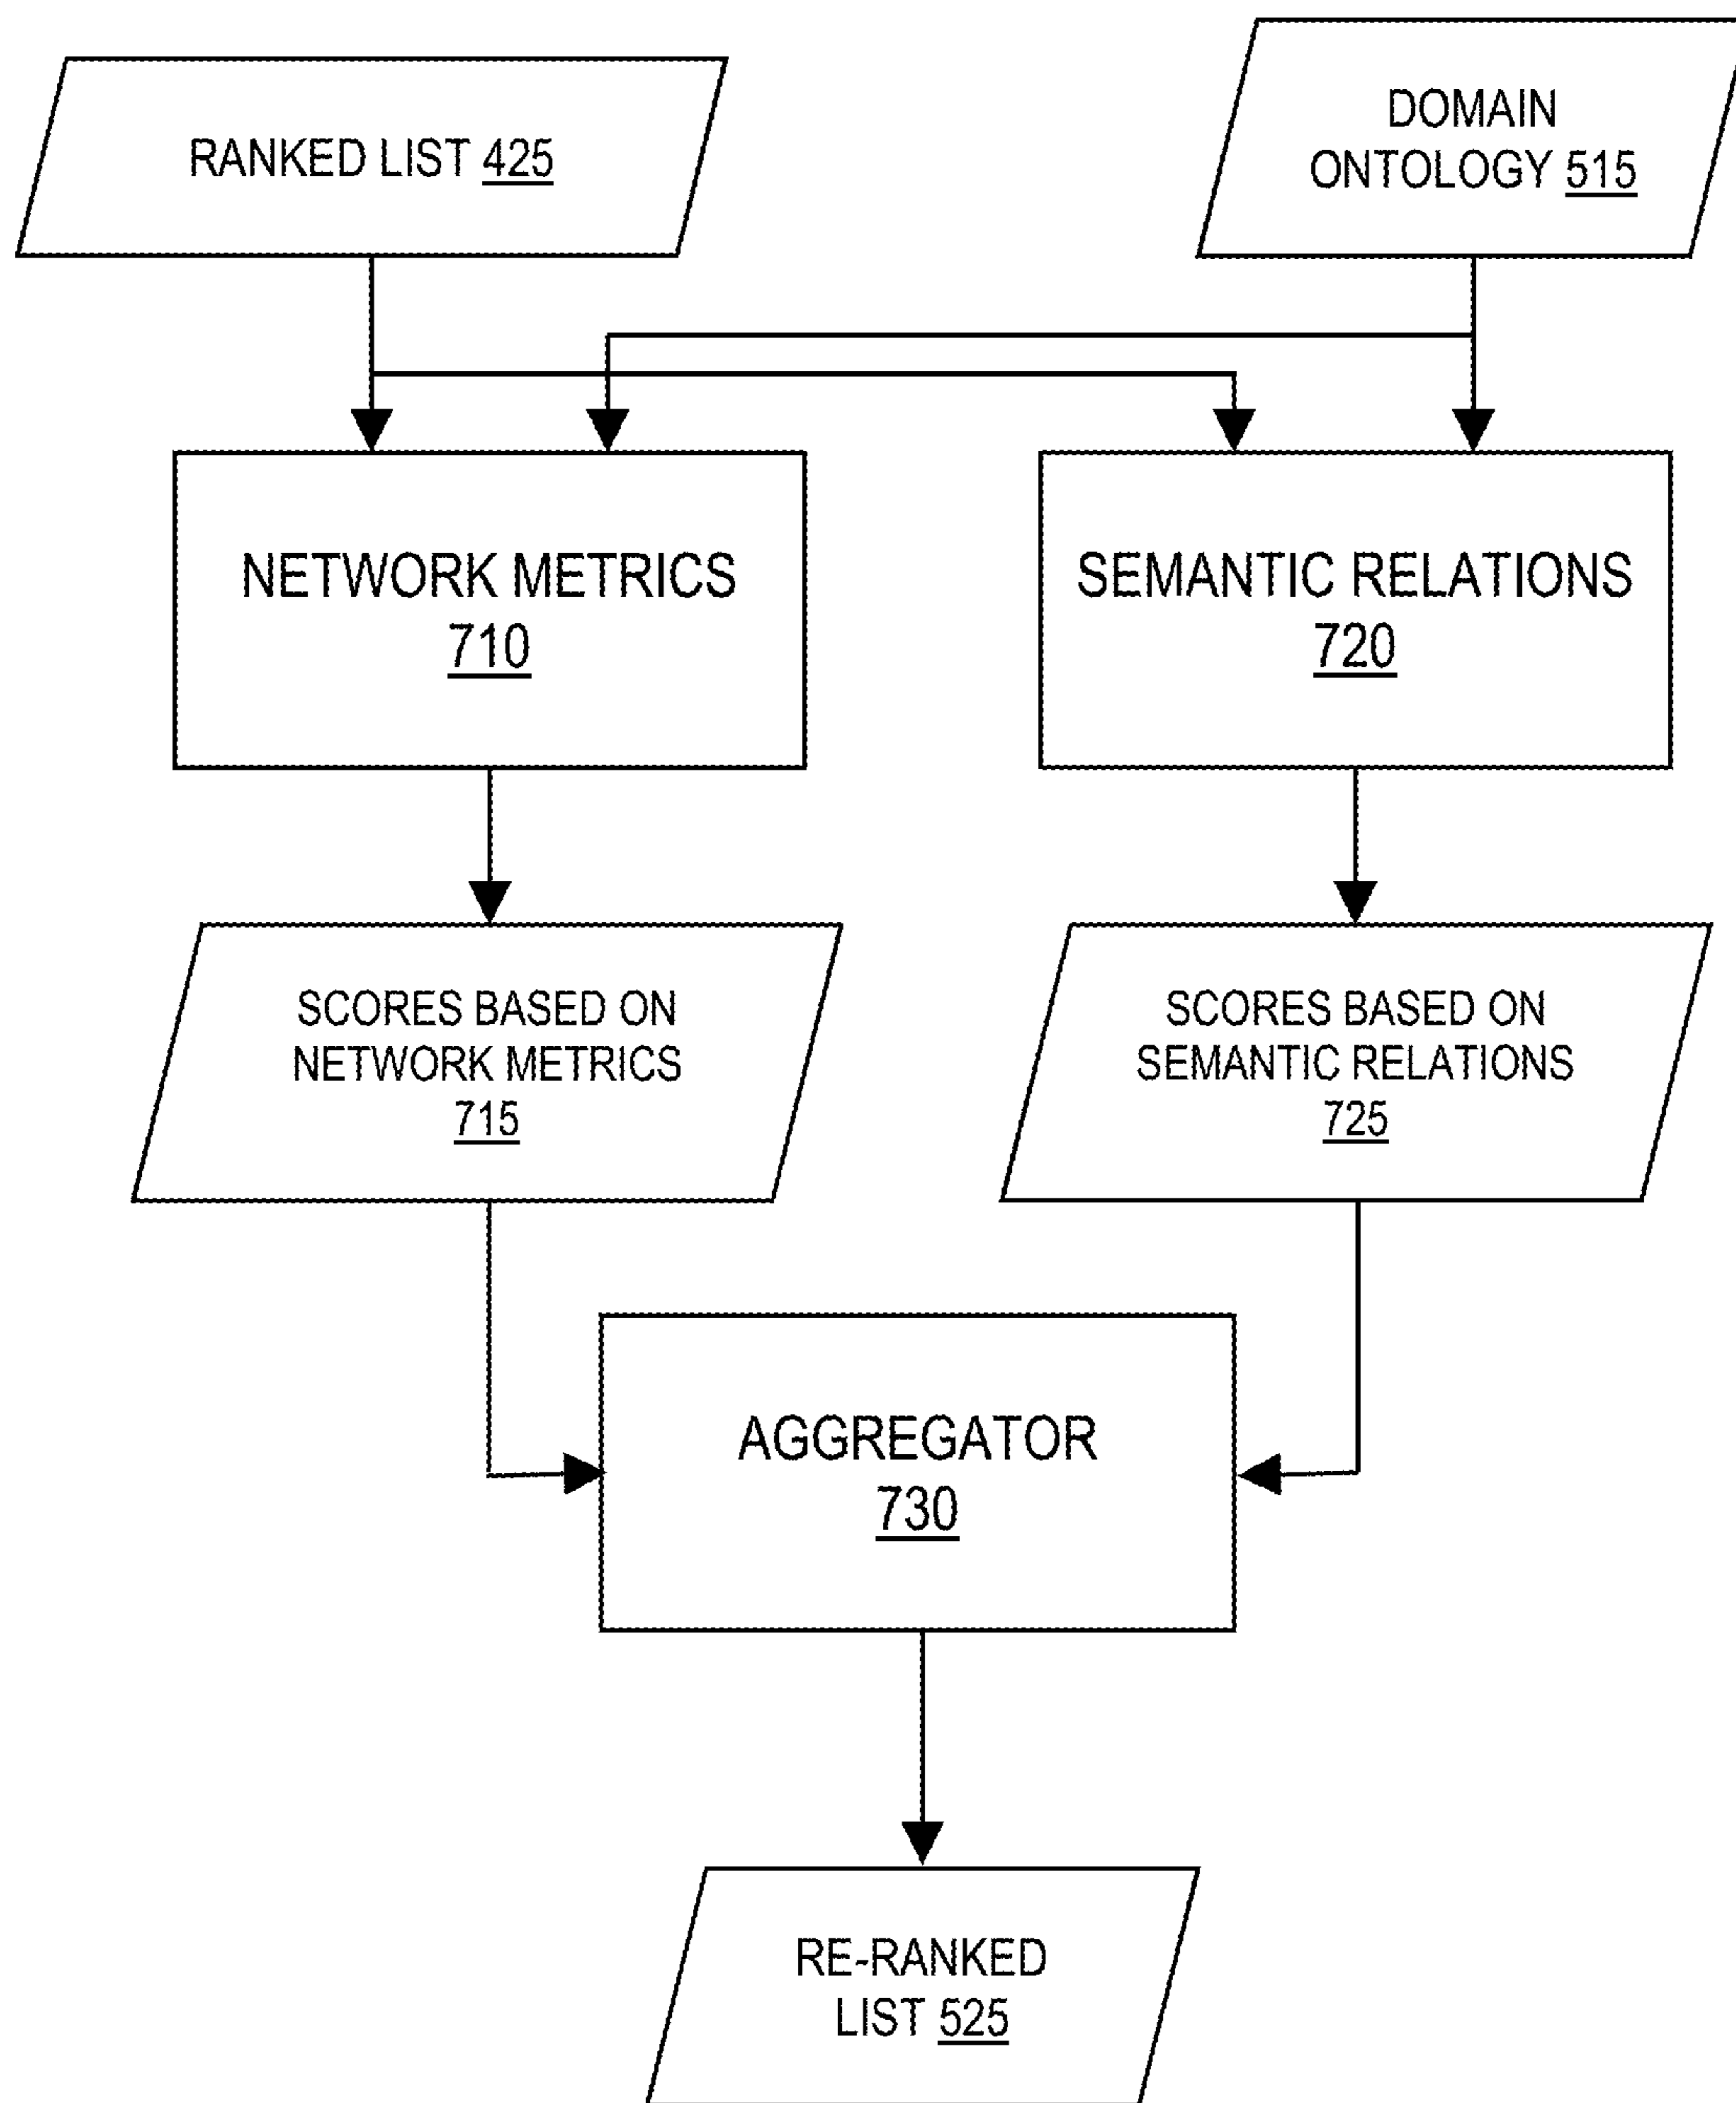 RANKED LIST 425
DOMAIN
ONTOLOGY 515
NETWORK METRICS
710
SEMANTIC RELATIONS
720
SCORES BASED ON
NETWORK METRICS
715
SCORES BASED ON
SEMANTIC RELATIONS
725
AGGREGATOR
730
RE-RANKED
LIST 525